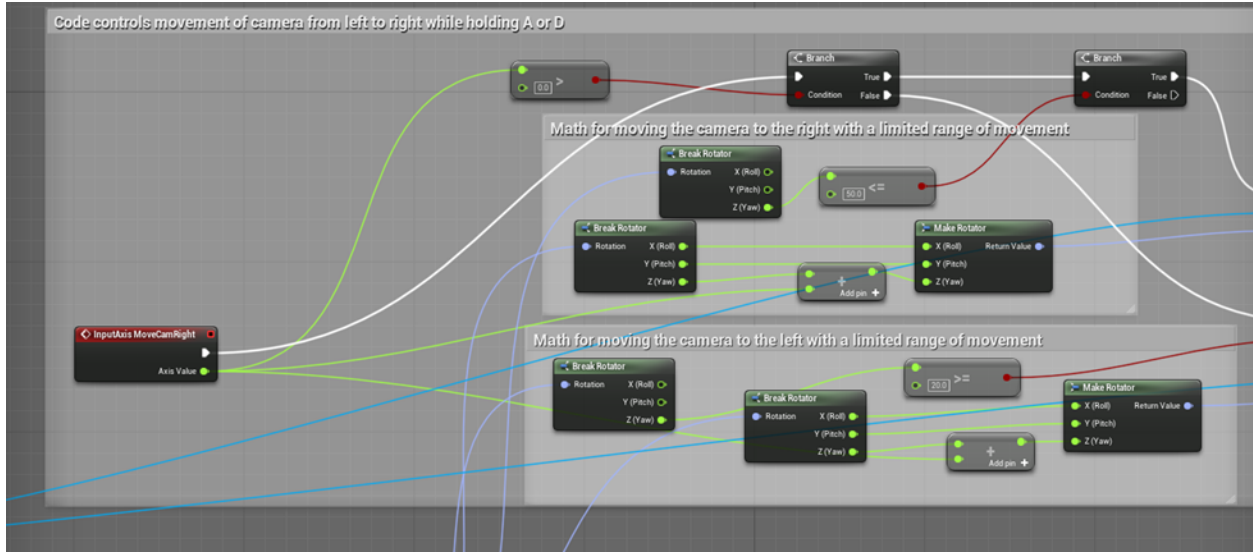 Code controls movement of camera from left to right while holding A or D
0.0 >
Branch
True
Condition False
Branch
True
Condition False
Math for moving the camera to the right with a limited range of movement
Break Rotator
Rotation X (Roll)
Y (Pitch)
Z (Yaw)
50.0 <=
Break Rotator
Rotation X (Roll)
Y (Pitch)
Z (Yaw)
+
Add pin +
Make Rotator
X (Roll) Return Value
Y (Pitch)
Z (Yaw)
InputAxis MoveCamRight
Axis Value
Math for moving the camera to the left with a limited range of movement
Break Rotator
Rotation X (Roll)
Y (Pitch)
Z (Yaw)
20.0 >=
Break Rotator
Rotation X (Roll)
Y (Pitch)
Z (Yaw)
+
Add pin +
Make Rotator
X (Roll) Return Value
Y (Pitch)
Z (Yaw)